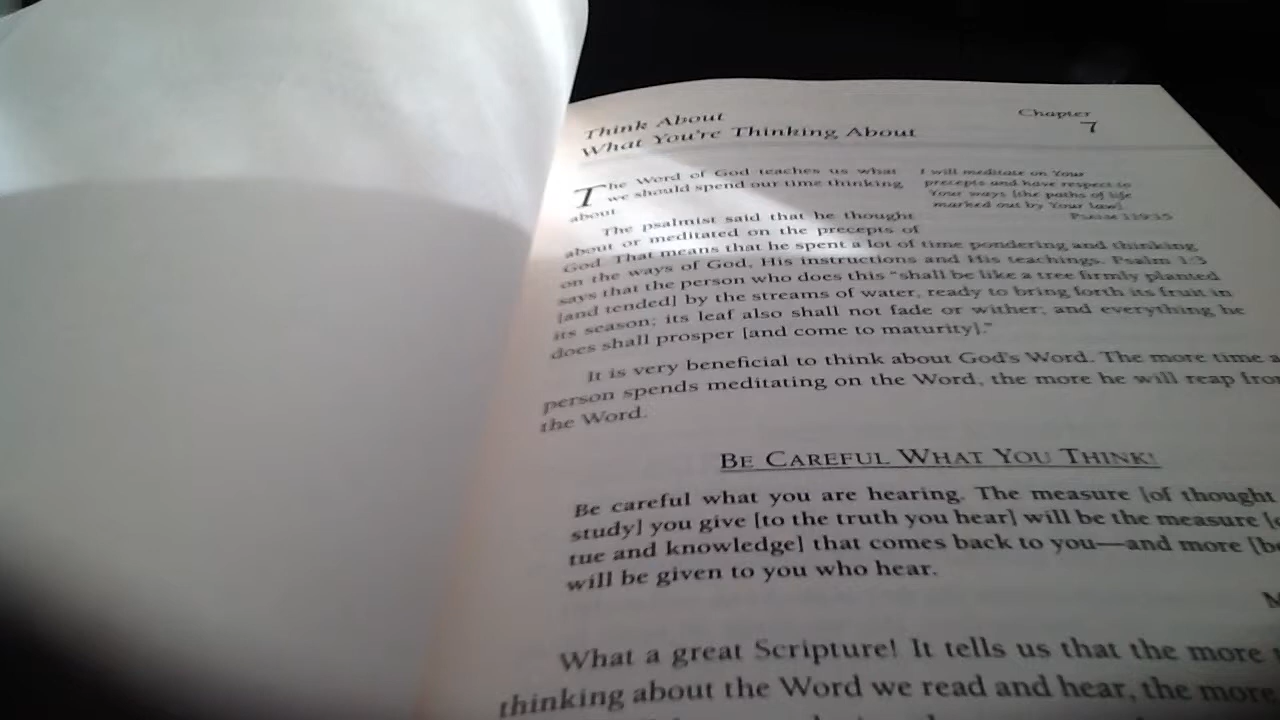 Think About
What You're Thinking About
Chapter
7
The Word of God teaches us what
we should spend our time thinking
about.
I will meditate on Your
precepts and have respect to
Your ways [the paths of life
marked out by Your law].
Psalm 119:15
The psalmist said that he thought
about or meditated on the precepts of
God. That means that he spent a lot of time pondering and thinking
on the ways of God, His instructions and His teachings. Psalm 1:3
says that the person who does this "shall be like a tree firmly planted
[and tended] by the streams of water, ready to bring forth its fruit in
its season; its leaf also shall not fade or wither; and everything he
does shall prosper [and come to maturity]."
It is very beneficial to think about God's Word. The more time a
person spends meditating on the Word, the more he will reap from
the Word.
BE CAREFUL WHAT YOU THINK!
Be careful what you are hearing. The measure [of thought
study] you give [to the truth you hear] will be the measure
tue and knowledge] that comes back to you—and more
will be given to you who hear.
What a great Scripture! It tells us that the more
thinking about the Word we read and hear, the more